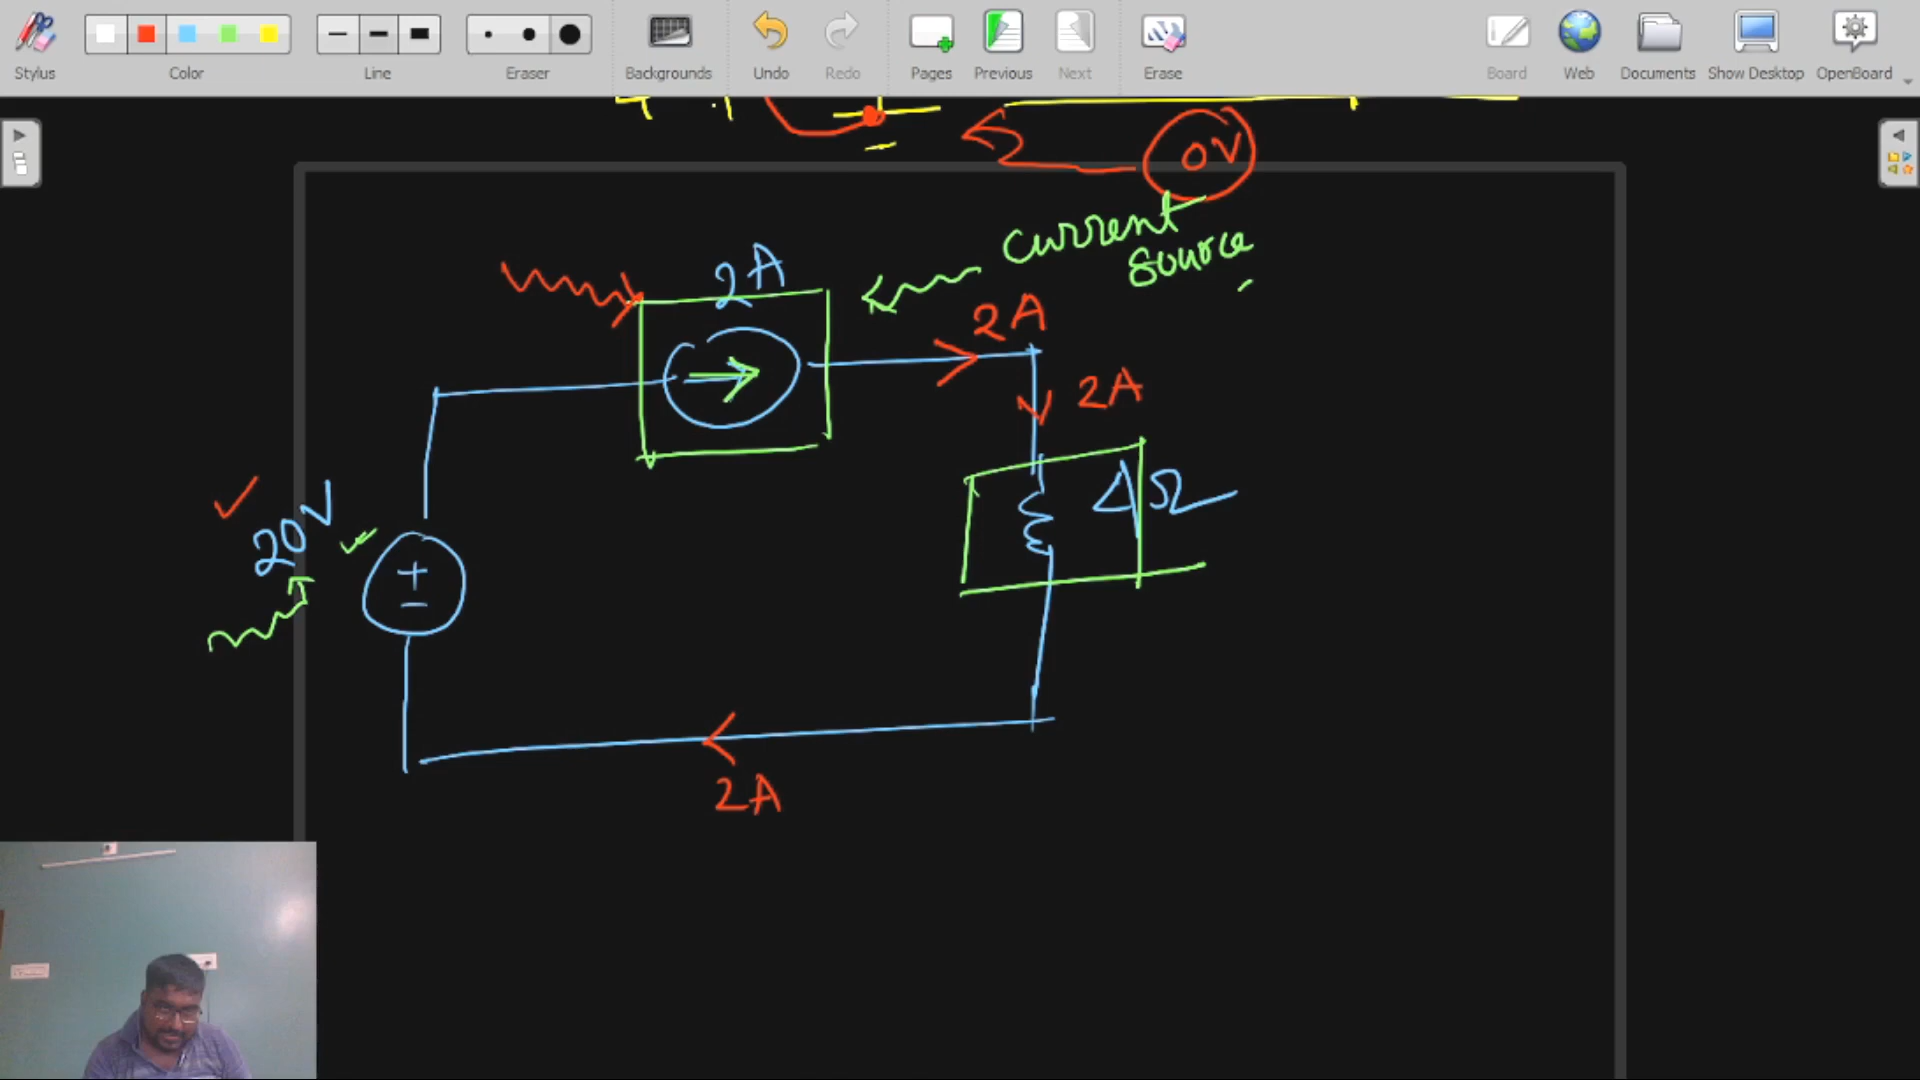 Stylus
Color
Line
Eraser
Backgrounds
Undo
Redo
Pages
Previous
Next
Erase
Board
Web
Documents
Show Desktop
OpenBoard
0V
current
source
2A
2A
2A
20V
+
−
4Ω
2A